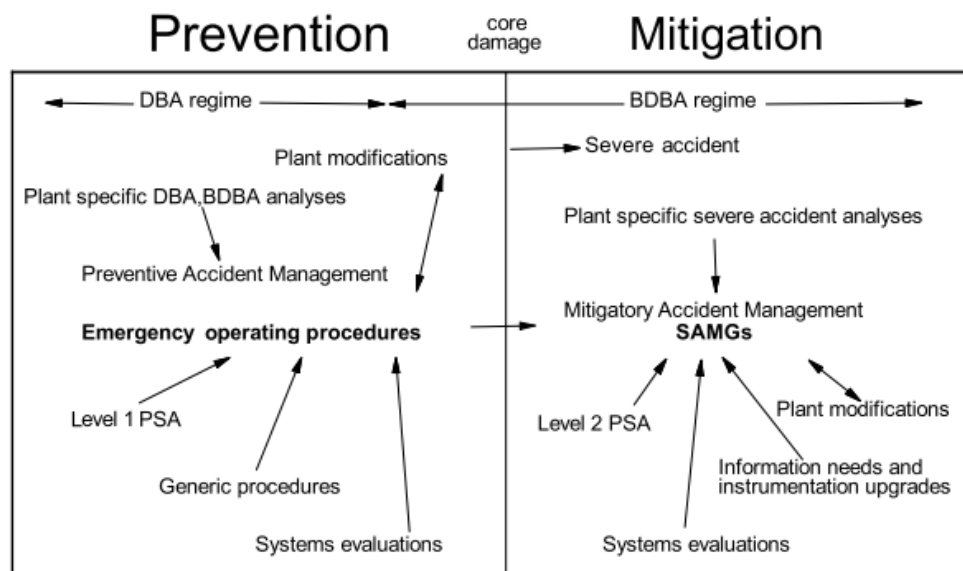 Prevention
core
damage
Mitigation
DBA regime
BDBA regime
Plant modifications
Severe accident
Plant specific DBA,BDBA analyses
Plant specific severe accident analyses
Preventive Accident Management
Emergency operating procedures
Mitigatory Accident Management
SAMGs
Level 1 PSA
Level 2 PSA
Plant modifications
Generic procedures
Information needs and
instrumentation upgrades
Systems evaluations
Systems evaluations